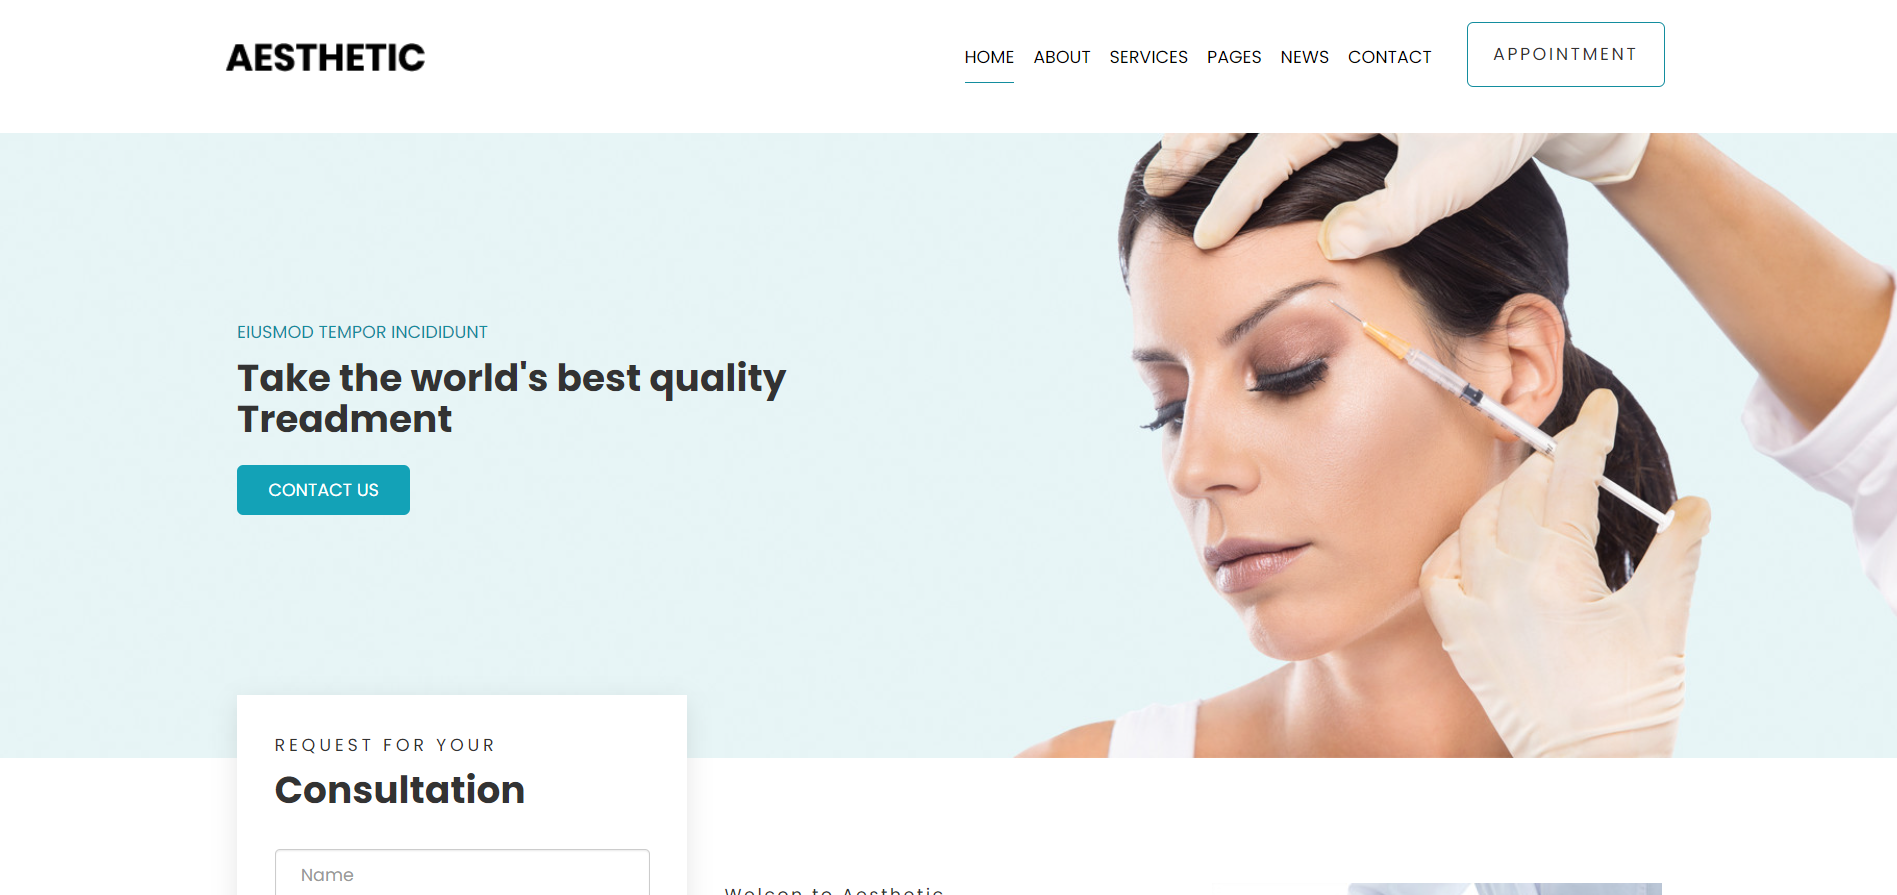 AESTHETIC
HOME ABOUT SERVICES PAGES NEWS CONTACT APPOINTMENT
EIUSMOD TEMPOR INCIDIDUNT
Take the world's best quality
Treadment
CONTACT US
REQUEST FOR YOUR
Consultation
Name
Welcon to Aesthetic